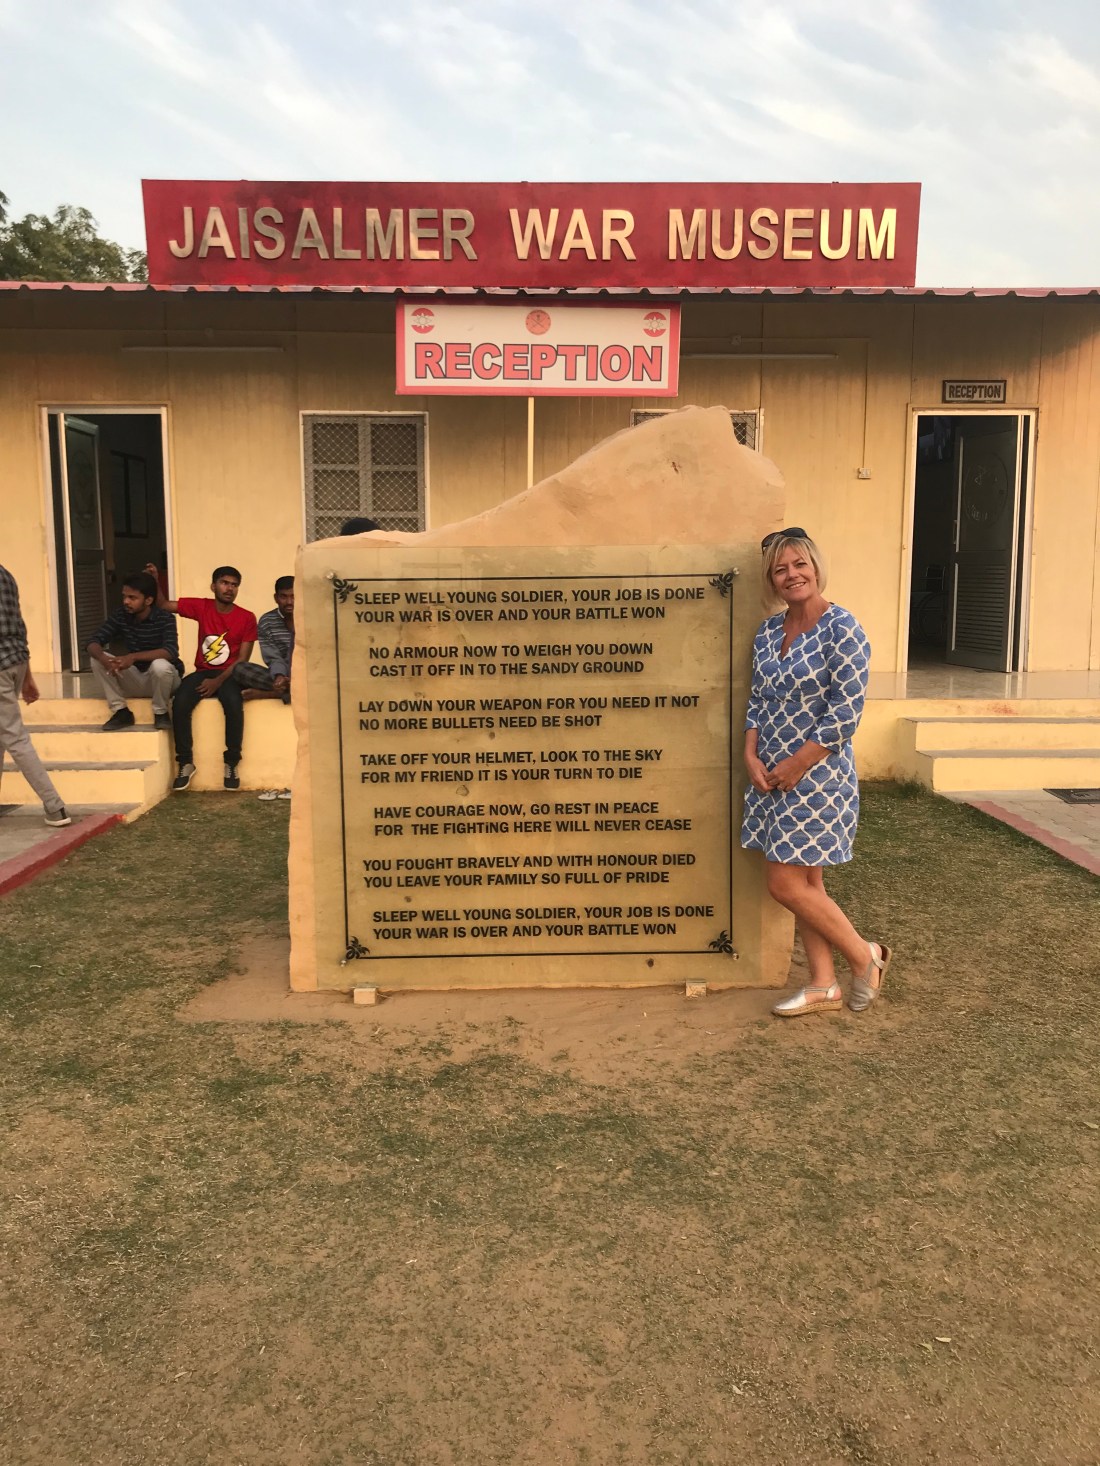 JAISALMER WAR MUSEUM
RECEPTION
RECEPTION
SLEEP WELL YOUNG SOLDIER, YOUR JOB IS DONE
YOUR WAR IS OVER AND YOUR BATTLE WON
NO ARMOUR NOW TO WEIGH YOU DOWN
CAST IT OFF IN TO THE SANDY GROUND
LAY DOWN YOUR WEAPON FOR YOU NEED IT NOT
NO MORE BULLETS NEED BE SHOT
TAKE OFF YOUR HELMET, LOOK TO THE SKY
FOR MY FRIEND IT IS YOUR TURN TO DIE
HAVE COURAGE NOW, GO REST IN PEACE
FOR THE FIGHTiNG HERE WILL NEVER CEASE
YOU FOUGHT BRAVELY AND WITH HONOUR DIED
YOU LEAVE YOUR FAMILY SO FULL OF PRIDE
SLEEP WELL YOUNG SOLDIER, YOUR JOB IS DONE
YOUR WAR IS OVER AND YOUR BATTLE WON